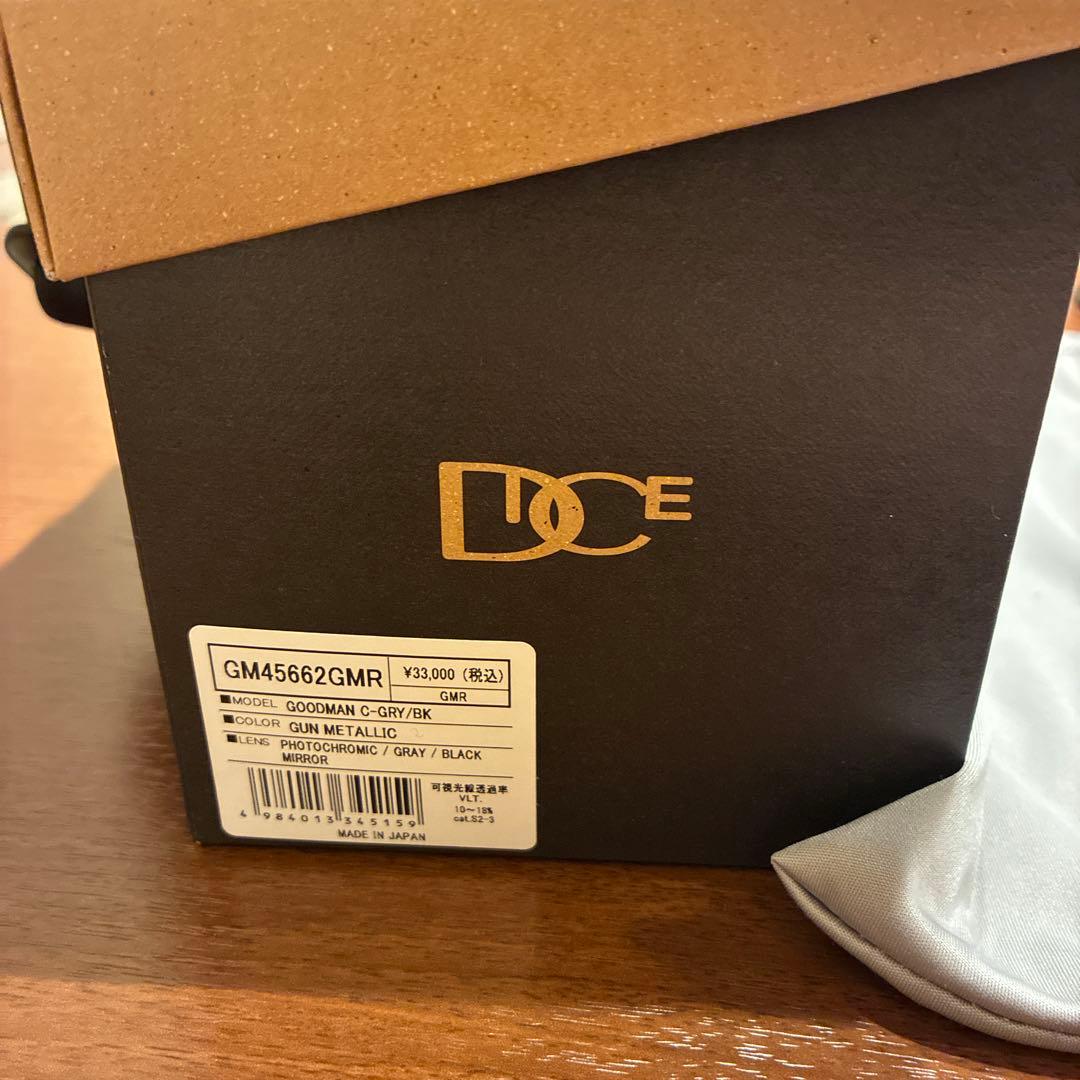 DICE
GM45662GMR
¥33,000 (税込)
GMR
■MODEL GOODMAN C-GRY/BK
■COLOR GUN METALLIC
■LENS PHOTOCHROMIC / GRAY / BLACK
MIRROR
可視光線透過率
VLT.
10〜18%
cat.S2-3
4 984013 345159
MADE IN JAPAN